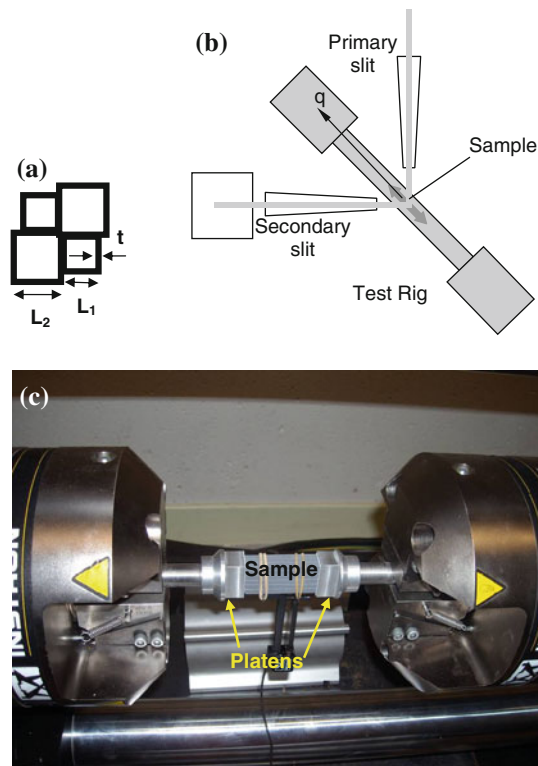 (a)
t
L1
L2
(b)
Primary
slit
q
Sample
Secondary
slit
Test Rig
(c)
Sample
Platens